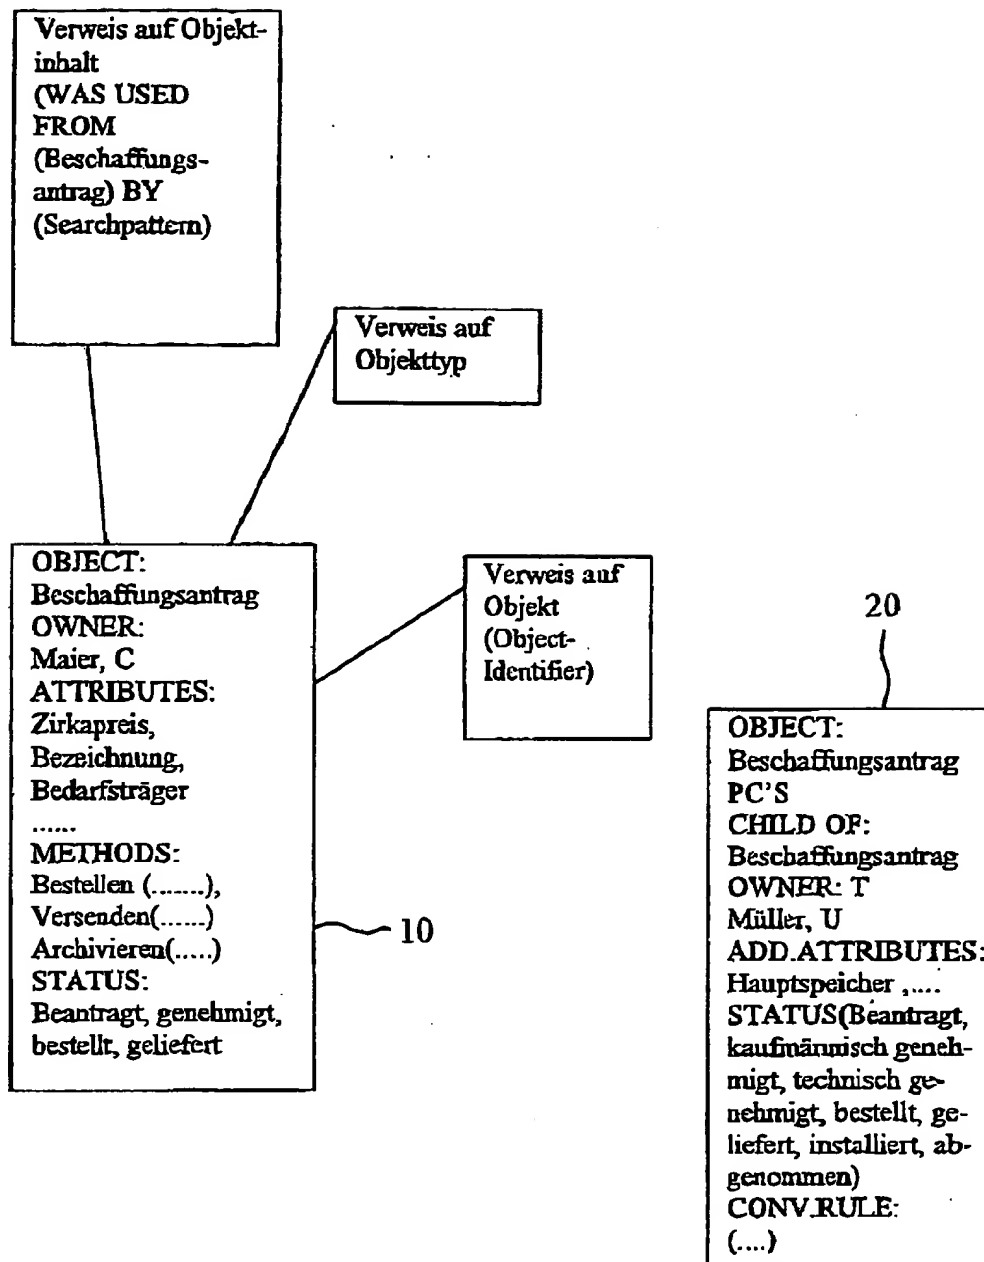 Verweis auf Objekt-
inhalt
(WAS USED
FROM
(Beschaffungs-
antrag) BY
(Searchpattern)
Verweis auf
Objekttyp
OBJECT:
Beschaffungsantrag
OWNER:
Maier, C
ATTRIBUTES:
Zirkapreis,
Bezeichnung,
Bedarfsträger
......
METHODS:
Bestellen (.......),
Versenden(......)
Archivieren(.....)
STATUS:
Beantragt, genehmigt,
bestellt, geliefert
10
Verweis auf
Objekt
(Object-
Identifier)
20
OBJECT:
Beschaffungsantrag
PC'S
CHILD OF:
Beschaffungsantrag
OWNER: T
Müller, U
ADD.ATTRIBUTES:
Hauptspeicher ,....
STATUS(Beantragt,
kaufmännisch geneh-
migt, technisch ge-
nehmigt, bestellt, ge-
liefert, installiert, ab-
genommen)
CONV.RULE:
(....)